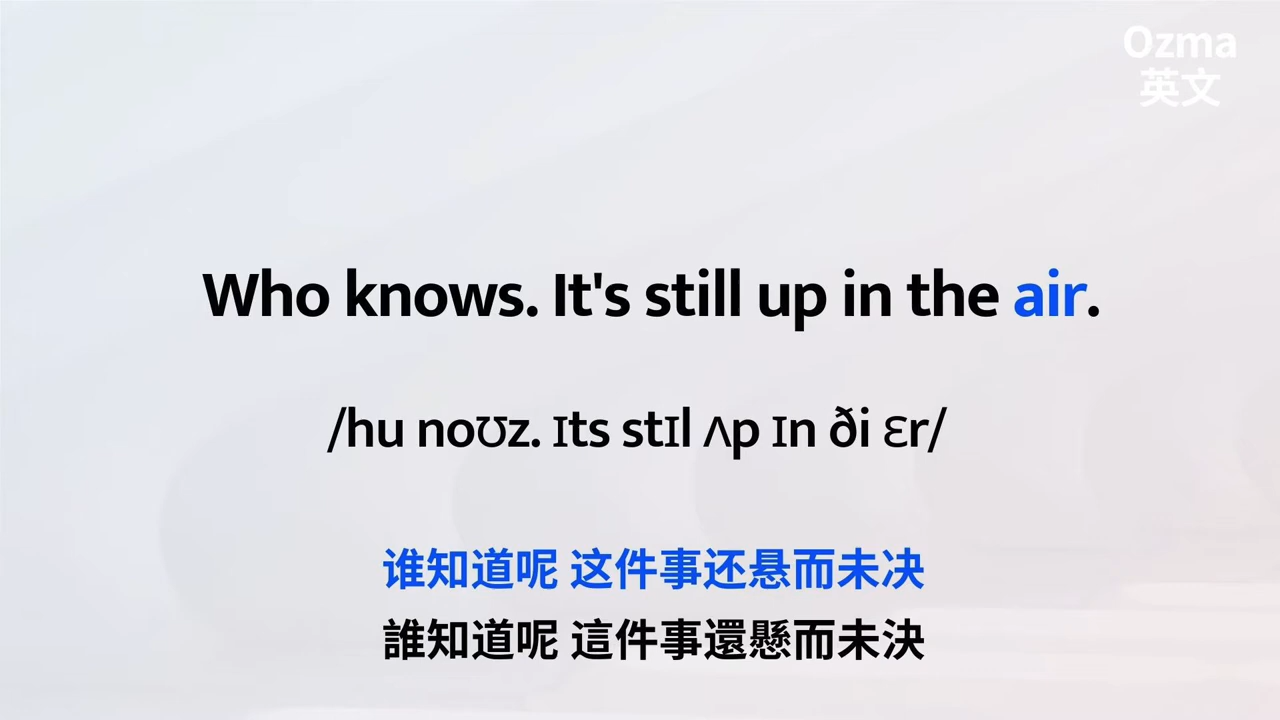 Ozma
英文
Who knows. It's still up in the air.
/hu noʊz. ɪts stɪl ʌp ɪn ði ɛr/
谁知道呢 这件事还悬而未决
誰知道呢 這件事還懸而未決